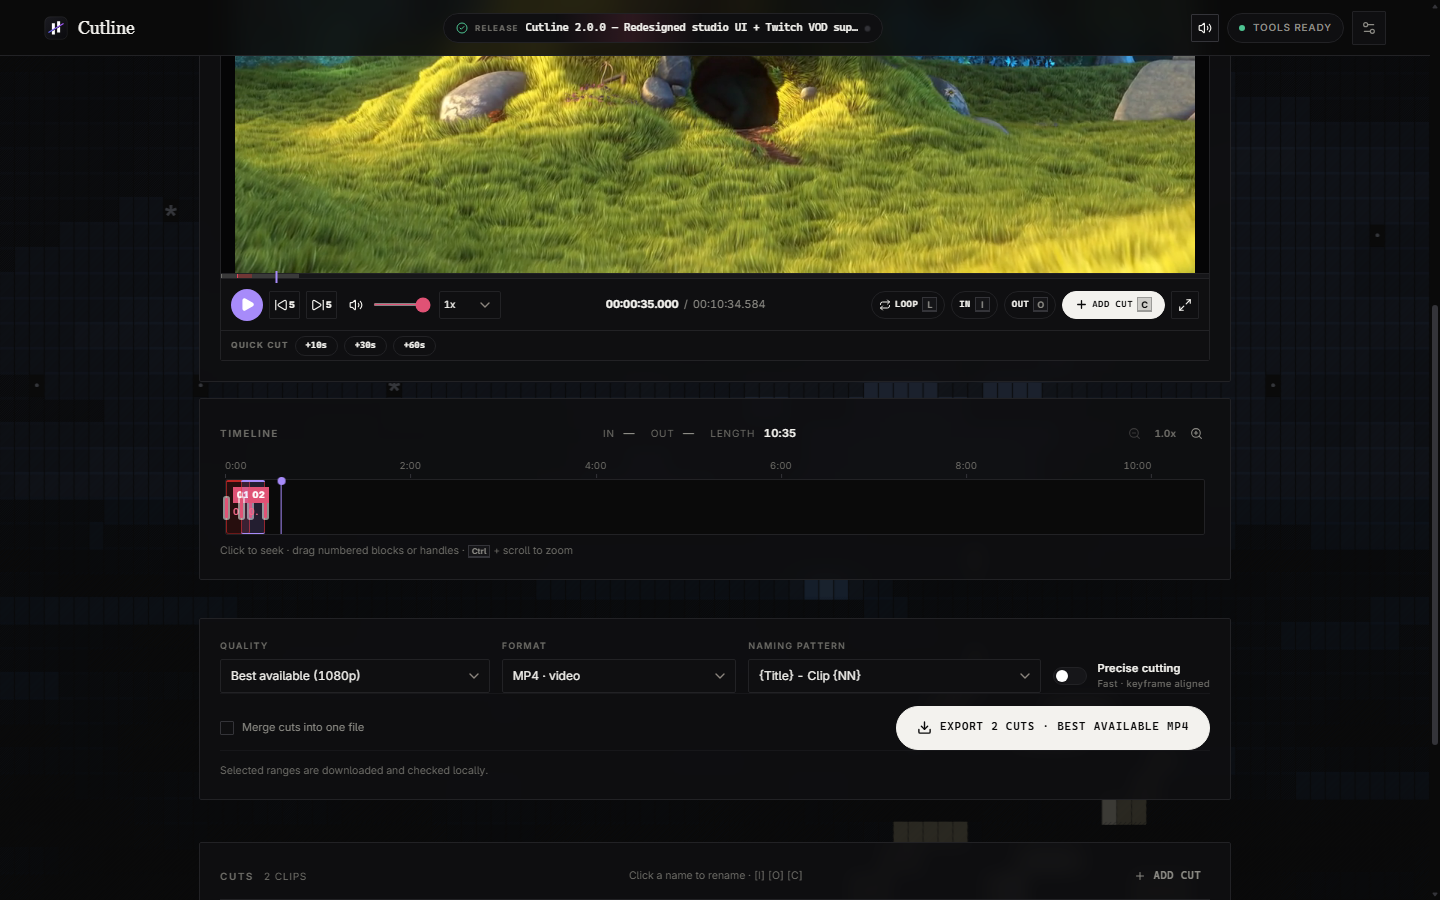 Cutline
RELEASE Cutline 2.0.0 — Redesigned studio UI + Twitch VOD sup…
TOOLS READY
5 5 1x
00:00:35.000 / 00:10:34.584
LOOP L IN I OUT O + ADD CUT C
QUICK CUT +10s +30s +60s
TIMELINE IN — OUT — LENGTH 10:35 1.0x
0:00 2:00 4:00 6:00 8:00 10:00
01 02
Click to seek · drag numbered blocks or handles · Ctrl + scroll to zoom
QUALITY FORMAT NAMING PATTERN
Best available (1080p) MP4 · video {Title} - Clip {NN} Precise cutting
Fast · keyframe aligned
Merge cuts into one file EXPORT 2 CUTS · BEST AVAILABLE MP4
Selected ranges are downloaded and checked locally.
CUTS 2 CLIPS Click a name to rename · [I] [O] [C] + ADD CUT